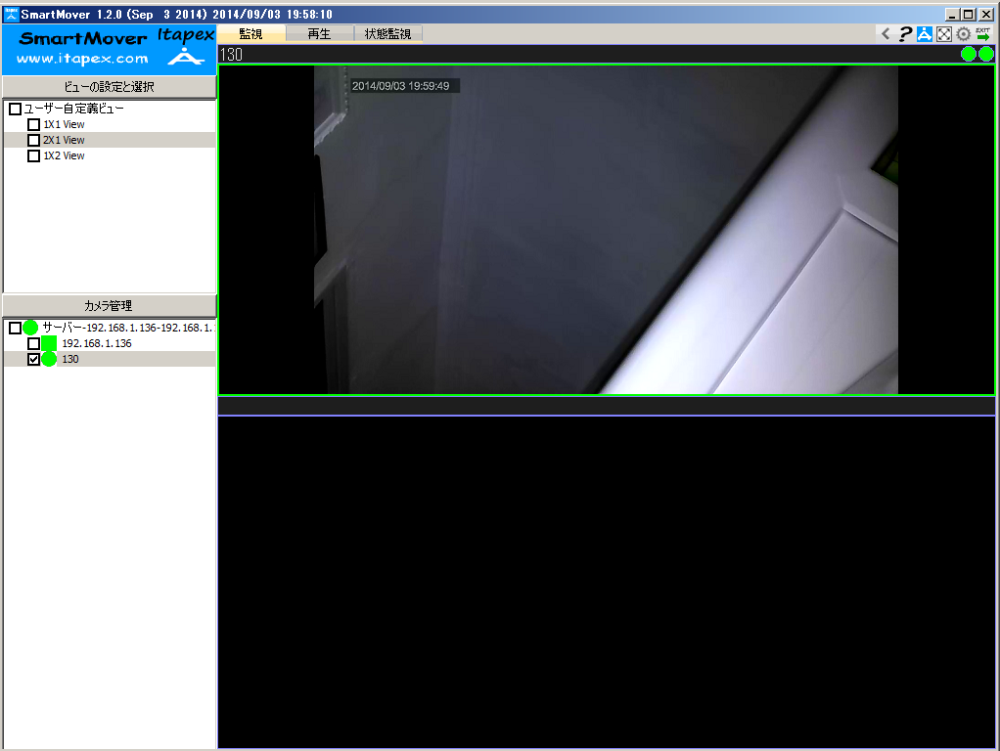 SmartMover 1.2.0 (Sep 3 2014) 2014/09/03 19:58:10
SmartMover Itapex
www.itapex.com
監視 再生 状態監視
EXIT
130
ビューの設定と選択
ユーザー自定義ビュー
1X1 View
2X1 View
1X2 View
2014/09/03 19:59:49
カメラ管理
サーバー-192.168.1.136-192.168.1.
192.168.1.136
130